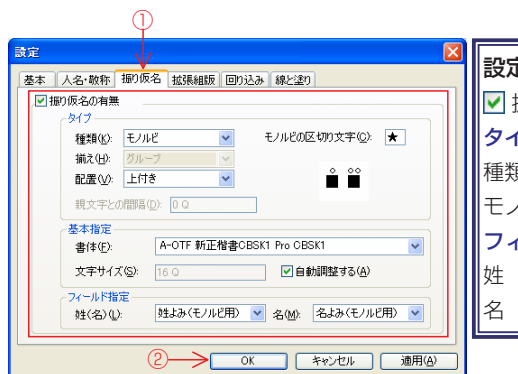 ①
設定
基本 人名・敬称 振り仮名 拡張組版 回り込み 線と塗り
振り仮名の有無
タイプ
種類(K): モノルビ モノルビの区切り文字(C): ★
揃え(H): グループ
配置(V): 上付き
親文字との間隔(D): 0 Q
基本指定
書体(F): A-OTF 新正楷書CBSK1 Pro CBSK1
文字サイズ(S): 16 Q 自動調整する(A)
フィールド指定
姓(名)(L): 姓よみ(モノルビ用) 名(M): 名よみ(モノルビ用)
② OK キャンセル 適用(A)
設定
タイ
種類
モノ
フィ
姓
名